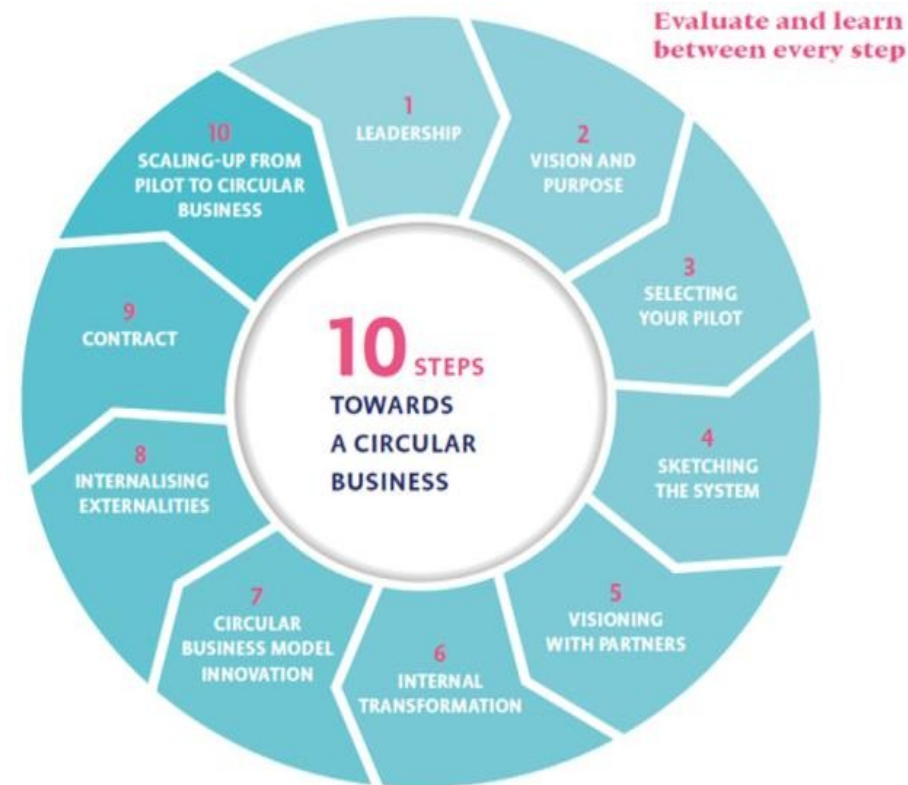 Evaluate and learn
between every step
1
LEADERSHIP
2
VISION AND
PURPOSE
3
SELECTING
YOUR PILOT
4
SKETCHING
THE SYSTEM
5
VISIONING
WITH PARTNERS
6
INTERNAL
TRANSFORMATION
7
CIRCULAR
BUSINESS MODEL
INNOVATION
8
INTERNALISING
EXTERNALITIES
9
CONTRACT
10
SCALING-UP FROM
PILOT TO CIRCULAR
BUSINESS
10 STEPS
TOWARDS
A CIRCULAR
BUSINESS